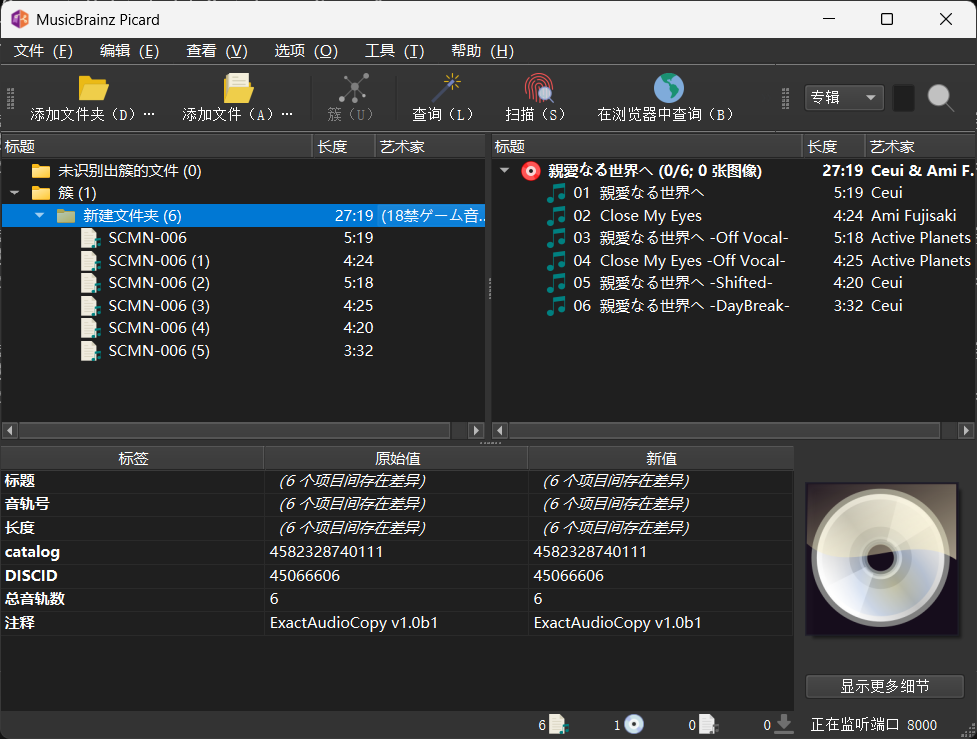 MusicBrainz Picard
文件 (F) 编辑 (E) 查看 (V) 选项 (O) 工具 (T) 帮助 (H)
添加文件夹 (D) ··· 添加文件 (A) ··· 簇 (U) 查询 (L) 扫描 (S) 在浏览器中查询 (B) 专辑
标题 长度 艺术家
未识别出簇的文件 (0)
簇 (1)
新建文件夹 (6) 27:19 (18禁ゲーム音..
SCMN-006 5:19
SCMN-006 (1) 4:24
SCMN-006 (2) 5:18
SCMN-006 (3) 4:25
SCMN-006 (4) 4:20
SCMN-006 (5) 3:32
标题 长度 艺术家
親愛なる世界へ (0/6; 0 张图像) 27:19 Ceui & Ami F.
01 親愛なる世界へ 5:19 Ceui
02 Close My Eyes 4:24 Ami Fujisaki
03 親愛なる世界へ -Off Vocal- 5:18 Active Planets
04 Close My Eyes -Off Vocal- 4:25 Active Planets
05 親愛なる世界へ -Shifted- 4:20 Ceui
06 親愛なる世界へ -DayBreak- 3:32 Ceui
标签 原始值 新值
标题 (6 个项目间存在差异) (6 个项目间存在差异)
音轨号 (6 个项目间存在差异) (6 个项目间存在差异)
长度 (6 个项目间存在差异) (6 个项目间存在差异)
catalog 4582328740111 4582328740111
DISCID 45066606 45066606
总音轨数 6 6
注释 ExactAudioCopy v1.0b1 ExactAudioCopy v1.0b1
显示更多细节
6 1 0 0 正在监听端口 8000